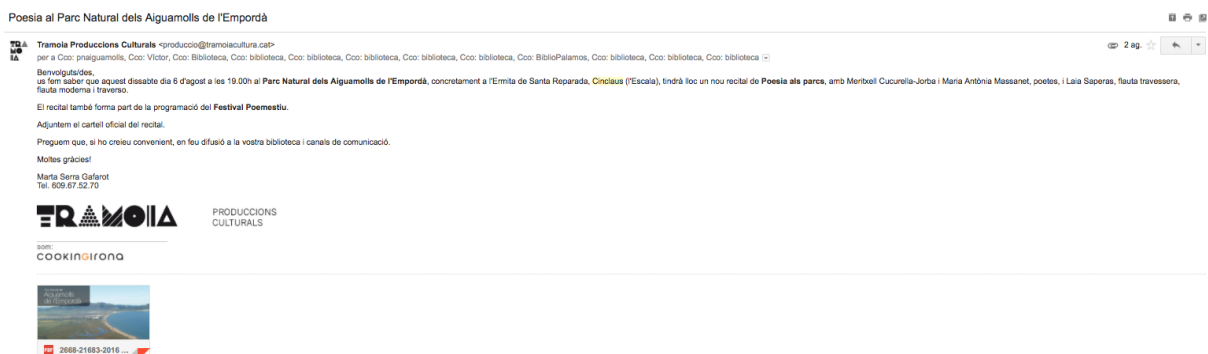 Poesia al Parc Natural dels Aiguamolls de l'Empordà
Tramoia Produccions Culturals <produccio@tramoiacultura.cat>
2 ag.
per a Cco: pnaiguamolls, Cco: Víctor, Cco: Biblioteca, Cco: biblioteca, Cco: biblioteca, Cco: biblioteca, Cco: biblioteca, Cco: biblioteca, Cco: BiblioPalamos, Cco: biblioteca, Cco: biblioteca, Cco: biblioteca
Benvolguts/des,
us fem saber que aquest dissabte dia 6 d'agost a les 19.00h al Parc Natural dels Aiguamolls de l'Empordà, concretament a l'Ermita de Santa Reparada, Cinclaus (l'Escala), tindrà lloc un nou recital de Poesia als parcs, amb Meritxell Cucurella-Jorba i Maria Antònia Massanet, poetes, i Laia Saperas, flauta travessera,
flauta moderna i traverso.
El recital també forma part de la programació del Festival Poemestiu.
Adjuntem el cartell oficial del recital.
Preguem que, si ho creieu convenient, en feu difusió a la vostra biblioteca i canals de comunicació.
Moltes gràcies!
Marta Serra Gafarot
Tel. 609.67.52.70
TRAMOIA
PRODUCCIONS
CULTURALS
som:
cookingirona
Aiguamolls
de l'Empordà
PDF 2668-21683-2016 ...